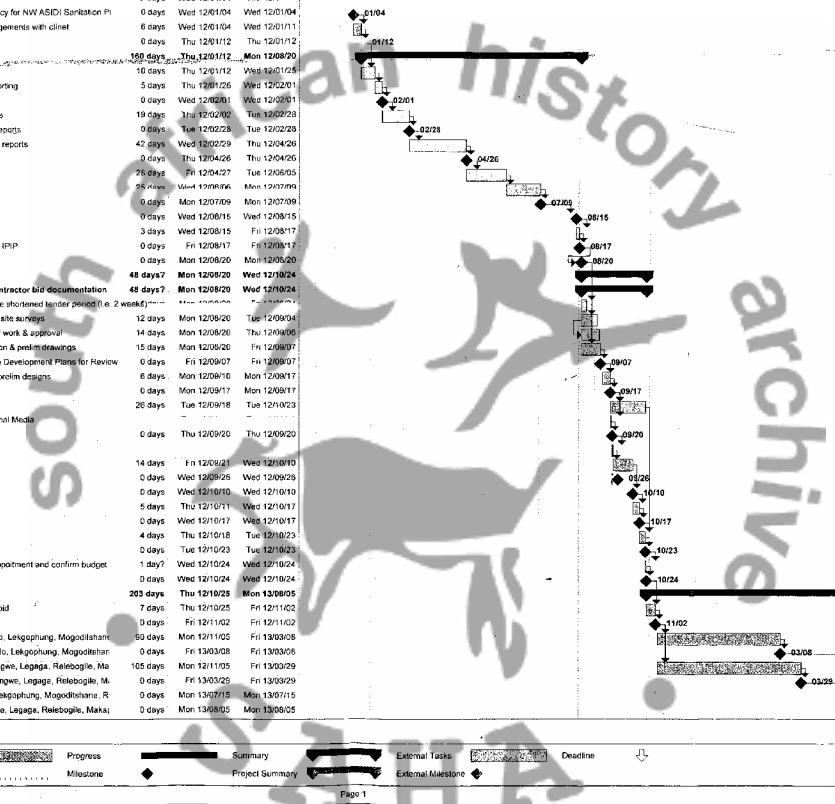 cy for NW ASIDI Sanitation Pr 0 days Wed 12/01/04 Wed 12/01/04 01/04
gements with clinet 6 days Wed 12/01/04 Wed 12/01/11
0 days Thu 12/01/12 Thu 12/01/12 01/12
160 days Thu 12/01/12 Mon 12/08/20
10 days Thu 12/01/12 Wed 12/01/25
orting 5 days Thu 12/01/26 Wed 12/02/01
0 days Wed 12/02/01 Wed 12/02/01 02/01
s 19 days Thu 12/02/02 Tue 12/02/28
eports 0 days Tue 12/02/28 Tue 12/02/28 02/28
reports 42 days Wed 12/02/29 Thu 12/04/26
0 days Thu 12/04/26 Thu 12/04/26 04/26
28 days Fri 12/04/27 Tue 12/06/05
25 days Wed 12/06/06 Mon 12/07/09
0 days Mon 12/07/09 Mon 12/07/09 07/09
0 days Wed 12/08/15 Wed 12/08/15 08/15
3 days Wed 12/08/15 Fri 12/08/17
IPIP 0 days Fri 12/08/17 Fri 12/08/17 08/17
0 days Mon 12/08/20 Mon 12/08/20 08/20
48 days? Mon 12/08/20 Wed 12/10/24
ntractor bid documentation 48 days? Mon 12/08/20 Wed 12/10/24
e shortened tender period (i.e. 2 weeks)
site surveys 12 days Mon 12/08/20 Tue 12/09/04
f work & approval 14 days Mon 12/08/20 Thu 12/09/06
on & prelim drawings 15 days Mon 12/08/20 Fri 12/09/07
e Development Plans for Review 0 days Fri 12/09/07 Fri 12/09/07 09/07
prelim designs 6 days Mon 12/09/10 Mon 12/09/17
0 days Mon 12/09/17 Mon 12/09/17 09/17
26 days Tue 12/09/18 Tue 12/10/23
nal Media
0 days Thu 12/09/20 Thu 12/09/20 09/20
14 days Fri 12/09/21 Wed 12/10/10
0 days Wed 12/09/26 Wed 12/09/26 09/26
0 days Wed 12/10/10 Wed 12/10/10 10/10
5 days Thu 12/10/11 Wed 12/10/17
0 days Wed 12/10/17 Wed 12/10/17 10/17
4 days Thu 12/10/18 Tue 12/10/23
0 days Tue 12/10/23 Tue 12/10/23 10/23
ppoitment and confirm budget 1 day? Wed 12/10/24 Wed 12/10/24
0 days Wed 12/10/24 Wed 12/10/24 10/24
203 days Thu 12/10/25 Mon 13/08/05
oid 7 days Thu 12/10/25 Fri 12/11/02
0 days Fri 12/11/02 Fri 12/11/02 11/02
o, Lekgophung, Mogoditshane 90 days Mon 12/11/05 Fri 13/03/08
lo, Lekgophung, Mogoditshan 0 days Fri 13/03/08 Fri 13/03/08 03/08
ngwe, Legaga, Relebogile, Ma 105 days Mon 12/11/05 Fri 13/03/29
ngwe, Legaga, Relebogile, M 0 days Fri 13/03/29 Fri 13/03/29 03/29
ekgophung, Mogoditshane, R 0 days Mon 13/07/15 Mon 13/07/15
e, Legaga, Relebogile, Maka 0 days Mon 13/08/05 Mon 13/08/05
Progress Summary External Tasks Deadline
Milestone Project Summary External Milestone
Page 1
south african history archive
SAHA